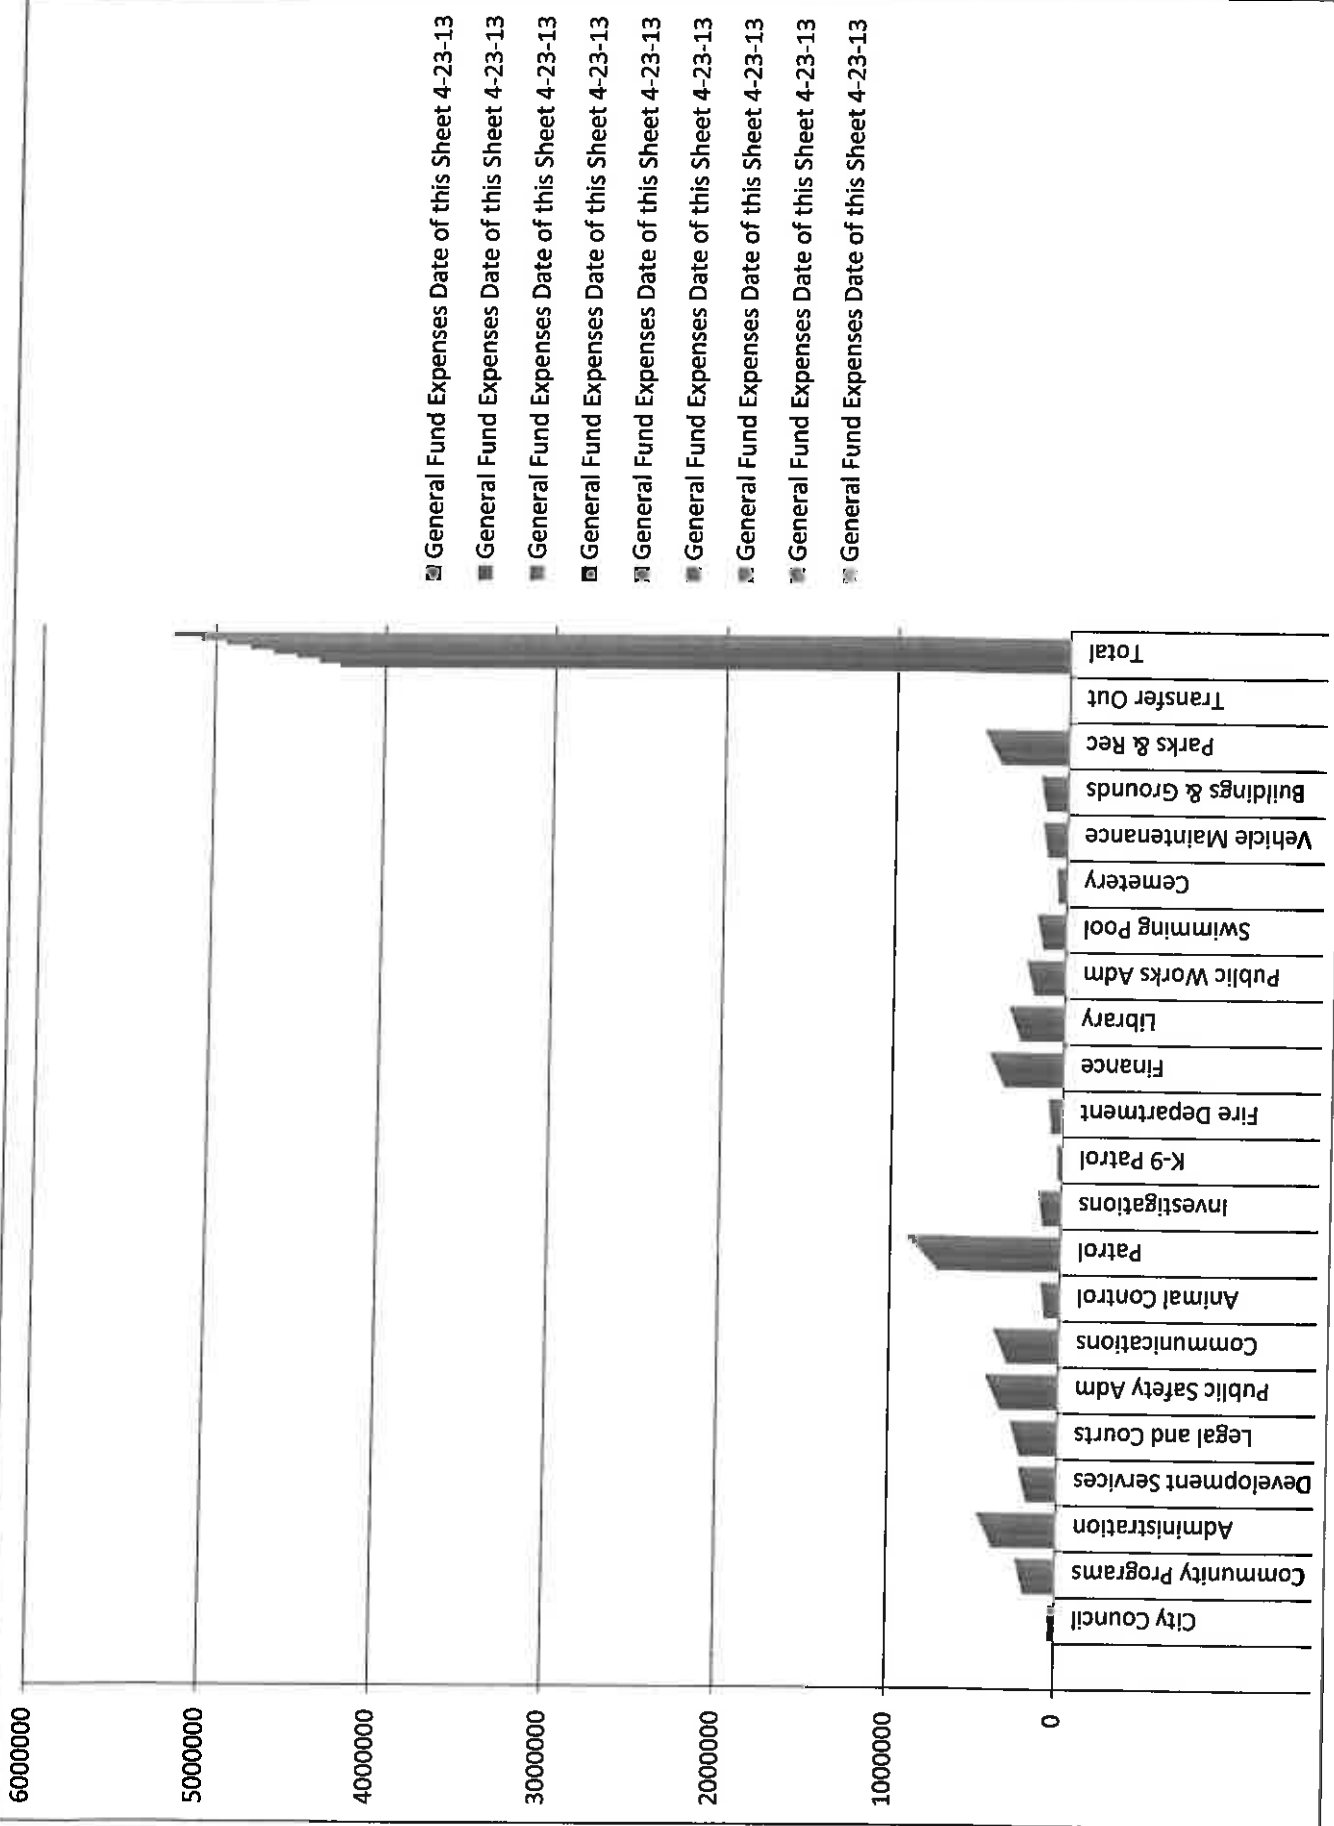 6000000
5000000
4000000
3000000
2000000
1000000
0
City Council
Community Programs
Administration
Development Services
Legal and Courts
Public Safety Adm
Communications
Animal Control
Patrol
Investigations
K-9 Patrol
Fire Department
Finance
Library
Public Works Adm
Swimming Pool
Cemetery
Vehicle Maintenance
Buildings & Grounds
Parks & Rec
Transfer Out
Total
General Fund Expenses Date of this Sheet 4-23-13
General Fund Expenses Date of this Sheet 4-23-13
General Fund Expenses Date of this Sheet 4-23-13
General Fund Expenses Date of this Sheet 4-23-13
General Fund Expenses Date of this Sheet 4-23-13
General Fund Expenses Date of this Sheet 4-23-13
General Fund Expenses Date of this Sheet 4-23-13
General Fund Expenses Date of this Sheet 4-23-13
General Fund Expenses Date of this Sheet 4-23-13